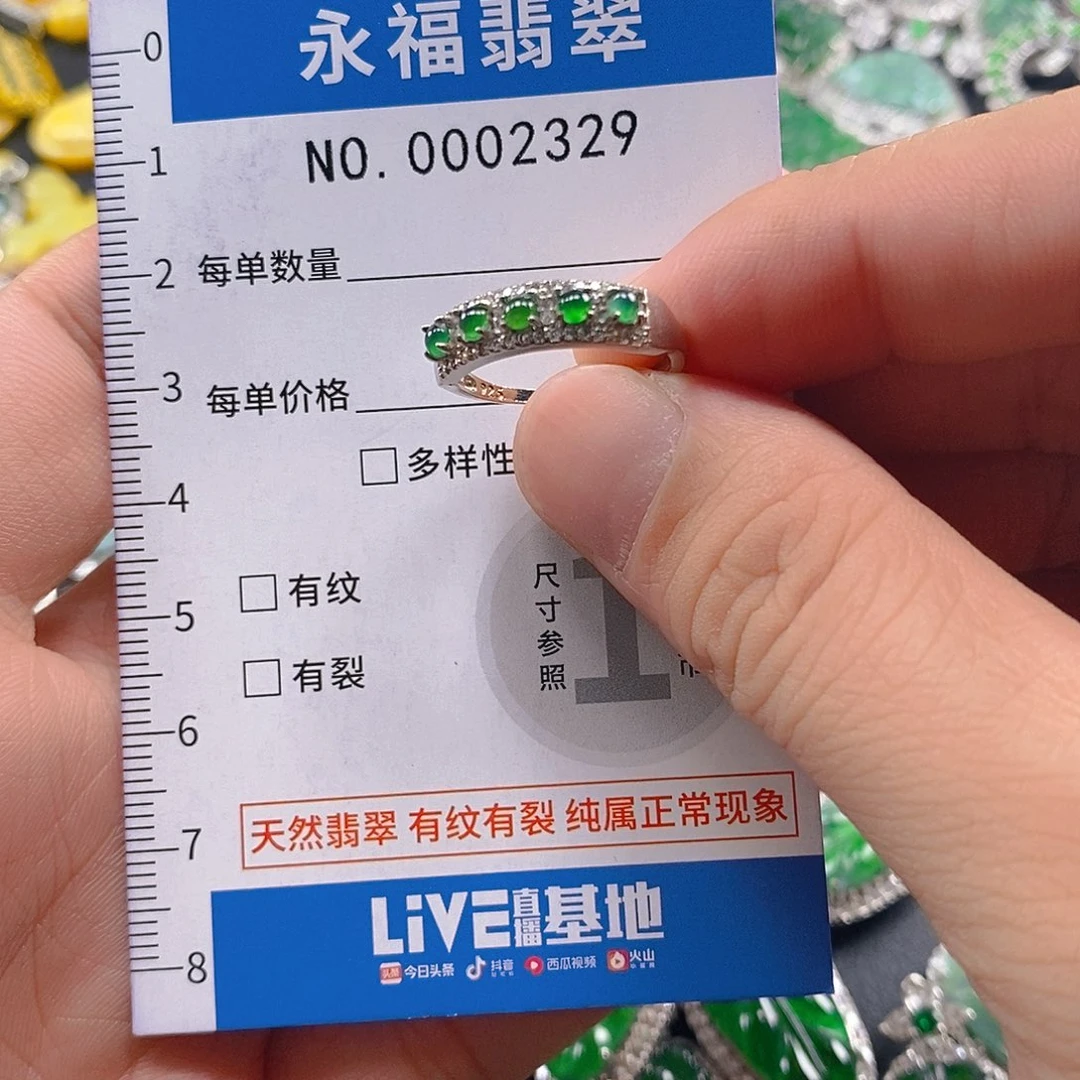 永福翡翠
0
NO. 0002329
1
2 每单数量
3 每单价格
多样性
4
有纹
5
有裂
尺寸参照
1
6
天然翡翠 有纹有裂 纯属正常现象
7
LiVE直播基地
8
头条 今日头条 抖音 西瓜视频 火山